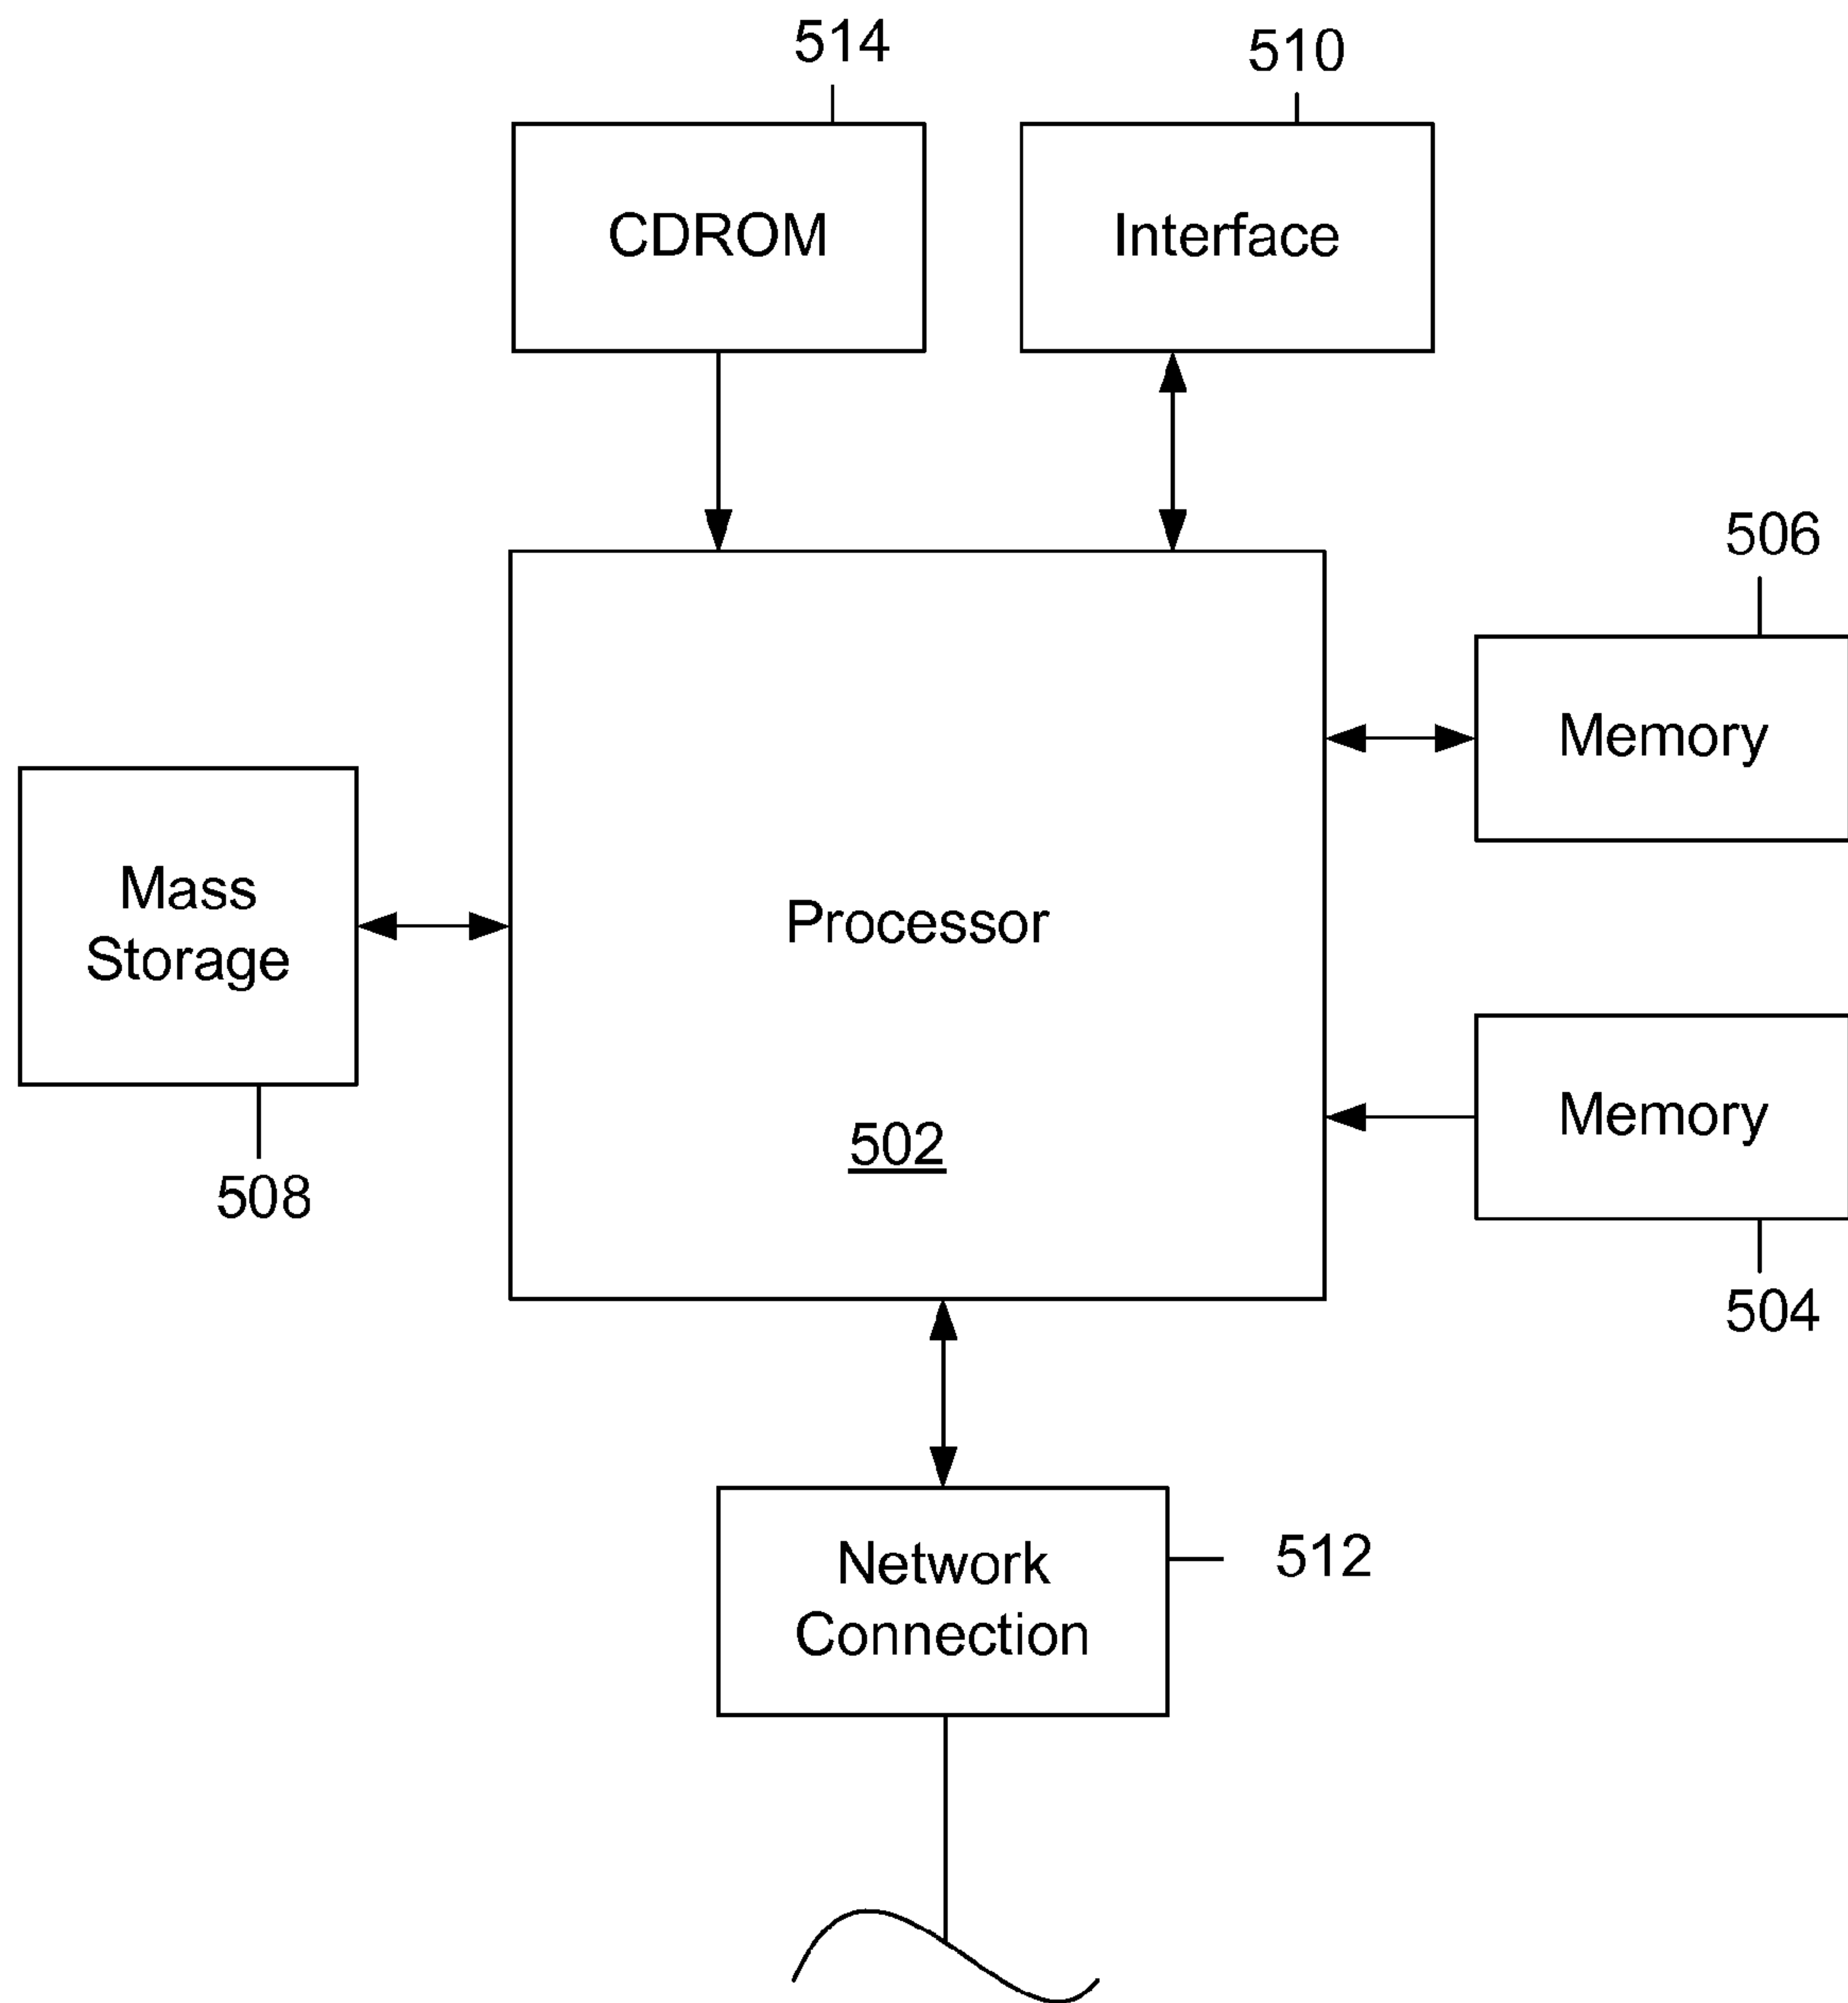 514
510
CDROM
Interface
506
Memory
Mass
Storage
Processor
Memory
502
508
504
Network
Connection
512